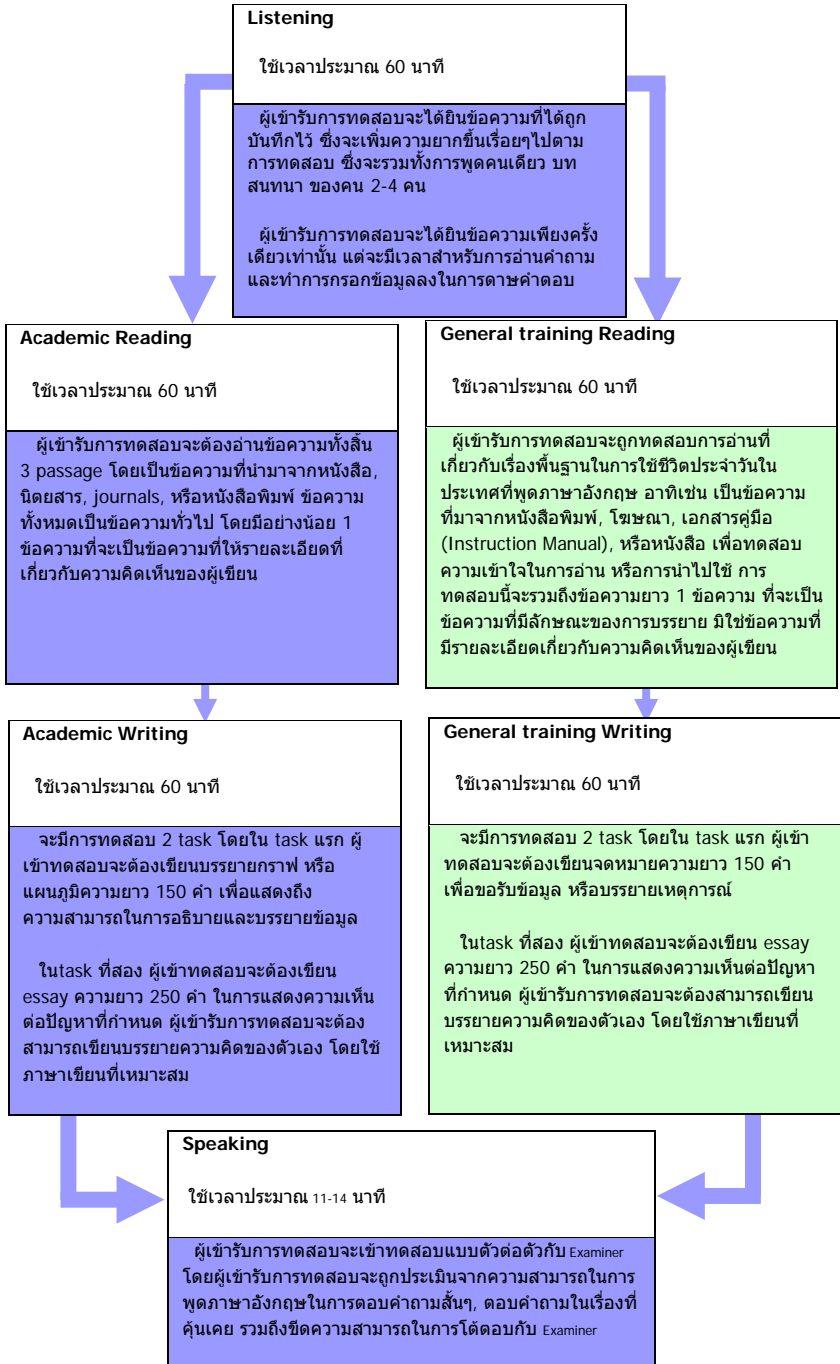 Listening
ใช้เวลาประมาณ 60 นาที
ผู้เข้ารับการทดสอบจะได้ยินข้อความที่ได้ถูก
บันทึกไว้ ซึ่งจะเพิ่มความยากขึ้นเรื่อยๆไปตาม
การทดสอบ ซึ่งจะรวมทั้งการพูดคนเดียว บท
สนทนา ของคน 2-4 คน
ผู้เข้ารับการทดสอบจะได้ยินข้อความเพียงครั้ง
เดียวเท่านั้น แต่จะมีเวลาสำหรับการอ่านคำถาม
และทำการกรอกข้อมูลลงในการดาษคำตอบ
Academic Reading
ใช้เวลาประมาณ 60 นาที
ผู้เข้ารับการทดสอบจะต้องอ่านข้อความทั้งสิ้น
3 passage โดยเป็นข้อความที่นำมาจากหนังสือ,
นิตยสาร, journals, หรือหนังสือพิมพ์ ข้อความ
ทั้งหมดเป็นข้อความทั่วไป โดยมีอย่างน้อย 1
ข้อความที่จะเป็นข้อความที่ให้รายละเอียดที่
เกี่ยวกับความคิดเห็นของผู้เขียน
General training Reading
ใช้เวลาประมาณ 60 นาที
ผู้เข้ารับการทดสอบจะถูกทดสอบการอ่านที่
เกี่ยวกับเรื่องพื้นฐานในการใช้ชีวิตประจำวันใน
ประเทศที่พูดภาษาอังกฤษ อาทิเช่น เป็นข้อความ
ที่มาจากหนังสือพิมพ์, โฆษณา, เอกสารคู่มือ
(Instruction Manual), หรือหนังสือ เพื่อทดสอบ
ความเข้าใจในการอ่าน หรือการนำไปใช้ การ
ทดสอบนี้จะรวมถึงข้อความยาว 1 ข้อความ ที่จะเป็น
ข้อความที่มีลักษณะของการบรรยาย มิใช่ข้อความที่
มีรายละเอียดเกี่ยวกับความคิดเห็นของผู้เขียน
Academic Writing
ใช้เวลาประมาณ 60 นาที
จะมีการทดสอบ 2 task โดยใน task แรก ผู้
เข้าทดสอบจะต้องเขียนบรรยายกราฟ หรือ
แผนภูมิความยาว 150 คำ เพื่อแสดงถึง
ความสามารถในการอธิบายและบรรยายข้อมูล
ในtask ที่สอง ผู้เข้าทดสอบจะต้องเขียน
essay ความยาว 250 คำ ในการแสดงความเห็น
ต่อปัญหาที่กำหนด ผู้เข้ารับการทดสอบจะต้อง
สามารถเขียนบรรยายความคิดของตัวเอง โดยใช้
ภาษาเขียนที่เหมาะสม
General training Writing
ใช้เวลาประมาณ 60 นาที
จะมีการทดสอบ 2 task โดยใน task แรก ผู้เข้า
ทดสอบจะต้องเขียนจดหมายความยาว 150 คำ
เพื่อขอรับข้อมูล หรือบรรยายเหตุการณ์
ในtask ที่สอง ผู้เข้าทดสอบจะต้องเขียน essay
ความยาว 250 คำ ในการแสดงความเห็นต่อปัญหา
ที่กำหนด ผู้เข้ารับการทดสอบจะต้องสามารถเขียน
บรรยายความคิดของตัวเอง โดยใช้ภาษาเขียนที่
เหมาะสม
Speaking
ใช้เวลาประมาณ 11-14 นาที
ผู้เข้ารับการทดสอบจะเข้าทดสอบแบบตัวต่อตัวกับ Examiner
โดยผู้เข้ารับการทดสอบจะถูกประเมินจากความสามารถในการ
พูดภาษาอังกฤษในการตอบคำถามสั้นๆ, ตอบคำถามในเรื่องที่
คุ้นเคย รวมถึงขีดความสามารถในการโต้ตอบกับ Examiner